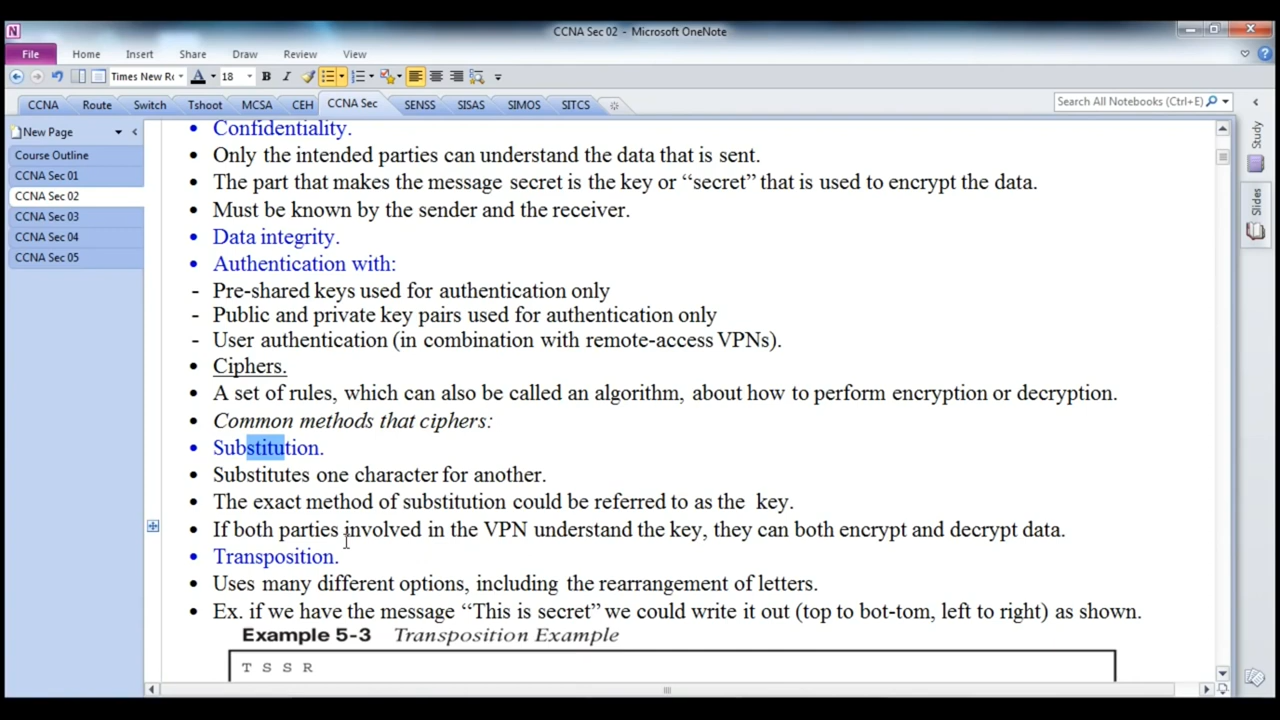 CCNA Sec 02 - Microsoft OneNote
File Home Insert Share Draw Review View
Times New Ro 18 B I
CCNA Route Switch Tshoot MCSA CEH CCNA Sec SENSS SISAS SIMOS SITCS
Search All Notebooks (Ctrl+E)
New Page
Course Outline
CCNA Sec 01
CCNA Sec 02
CCNA Sec 03
CCNA Sec 04
CCNA Sec 05
Study
Slides
• Confidentiality.
• Only the intended parties can understand the data that is sent.
• The part that makes the message secret is the key or “secret” that is used to encrypt the data.
• Must be known by the sender and the receiver.
• Data integrity.
• Authentication with:
- Pre-shared keys used for authentication only
- Public and private key pairs used for authentication only
- User authentication (in combination with remote-access VPNs).
• Ciphers.
• A set of rules, which can also be called an algorithm, about how to perform encryption or decryption.
• Common methods that ciphers:
• Substitution.
• Substitutes one character for another.
• The exact method of substitution could be referred to as the key.
• If both parties involved in the VPN understand the key, they can both encrypt and decrypt data.
• Transposition.
• Uses many different options, including the rearrangement of letters.
• Ex. if we have the message “This is secret” we could write it out (top to bot-tom, left to right) as shown.
Example 5-3 Transposition Example
T S S R